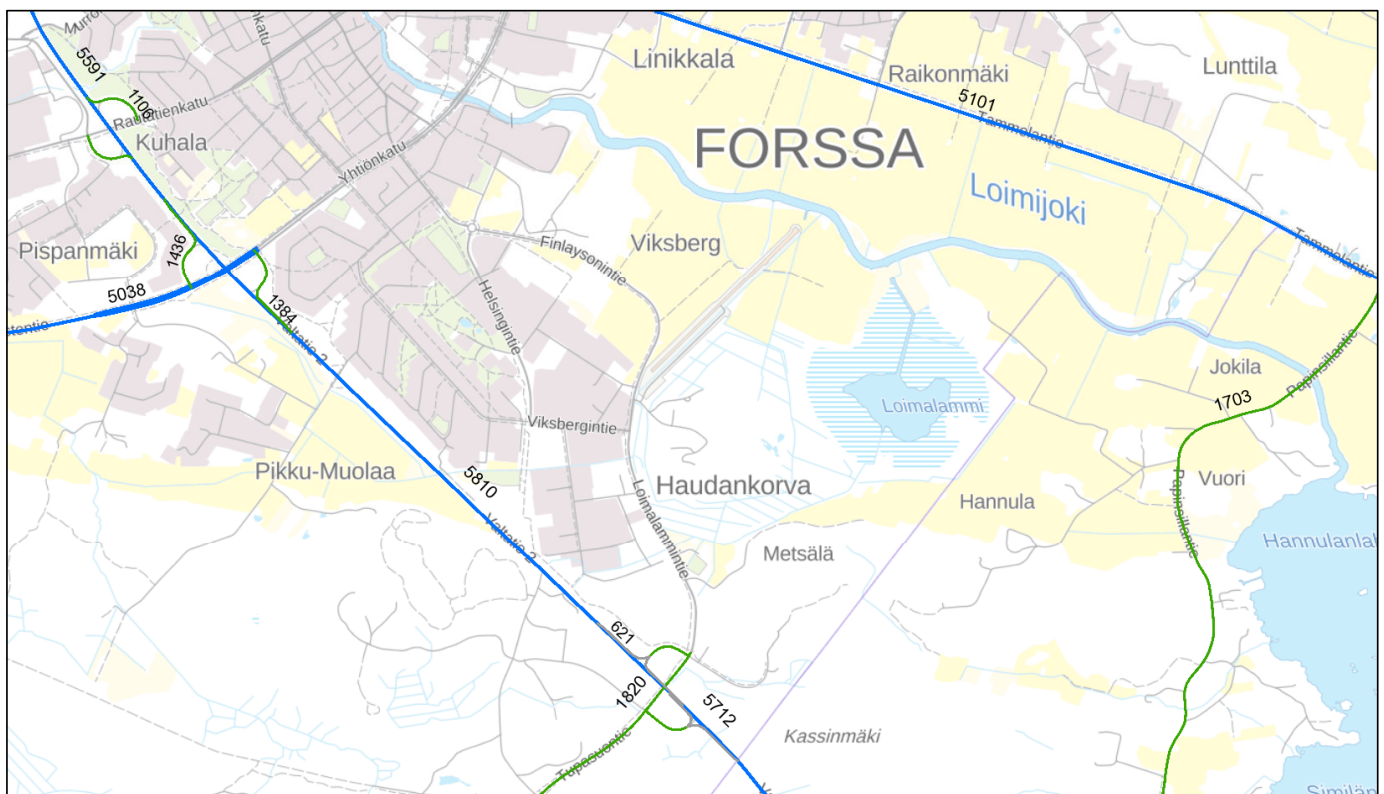 Linikkala
Raikonmäki
Lunttila
5591
1106
Rautatienkatu
Kuhala
Yhtiönkatu
5101
Tammelantie
FORSSA
Loimijoki
Pispanmäki
1436
5038
1384
Valtatie 2
Finlaysonintie
Viksberg
Helsingintie
Tammelantie
Papinsillantie
Jokila
1703
Loimalammi
Viksbergintie
Pikku-Muolaa
5810
Valtatie 2
Haudankorva
Loimalammintie
Hannula
Vuori
Papinsillantie
Metsälä
621
1820
5712
Tupasuontie
Kassinmäki